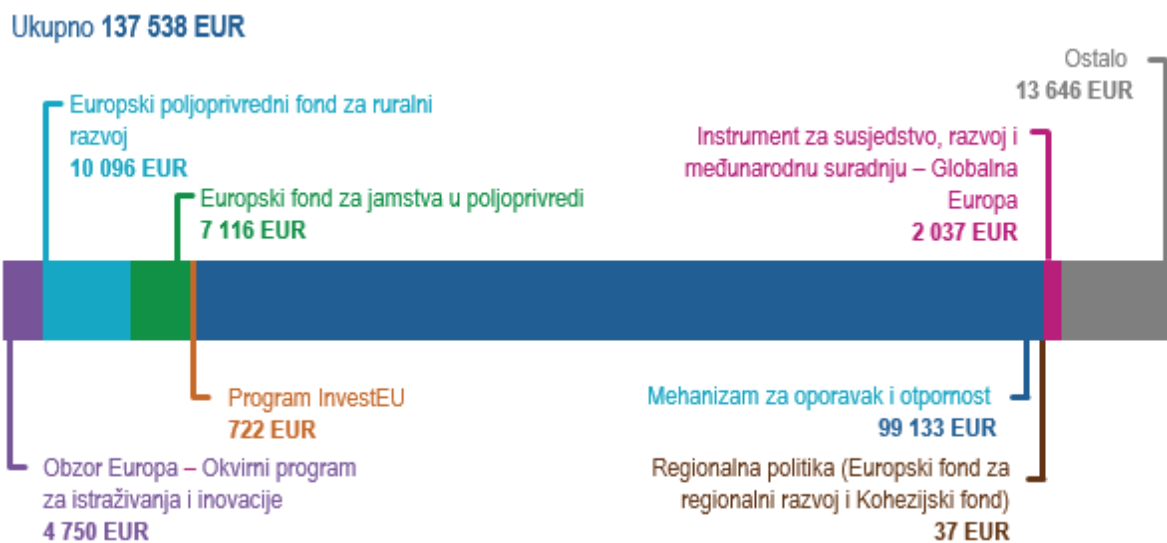 Ukupno 137 538 EUR
Ostalo
13 646 EUR
Europski poljoprivredni fond za ruralni
razvoj
10 096 EUR
Instrument za susjedstvo, razvoj i
međunarodnu suradnju – Globalna
Europa
2 037 EUR
Europski fond za jamstva u poljoprivredi
7 116 EUR
Program InvestEU
722 EUR
Mehanizam za oporavak i otpornost
99 133 EUR
Obzor Europa – Okvirni program
za istraživanja i inovacije
4 750 EUR
Regionalna politika (Europski fond za
regionalni razvoj i Kohezijski fond)
37 EUR